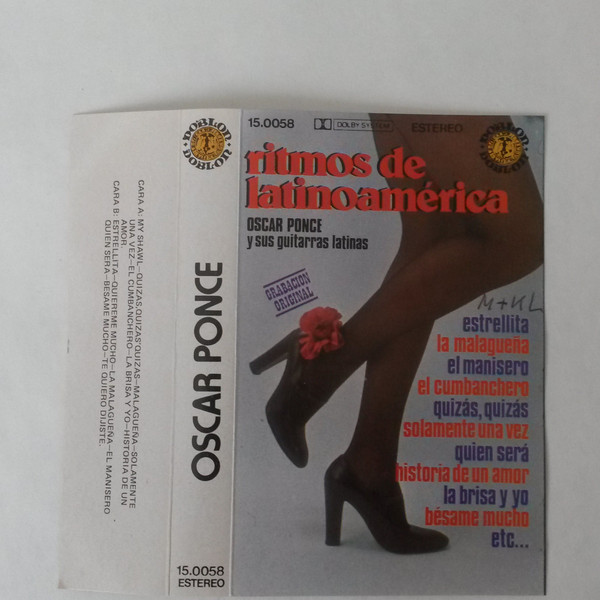 CARA A: MY SHAWL-QUIZAS, QUIZAS QUIZAS-MALAGUEÑA-SOLAMENTE
UNA VEZ-EL CUMBANCHERO-LA BRISA Y YO-HISTORIA DE UN
AMOR.
CARA B: ESTRELLITA-QUIEREME MUCHO-LA MALAGUEÑA-EL MANISERO
QUIEN SERA-BESAME MUCHO-TE QUIERO DIJISTE.
DOBLON
DOBLON
OSCAR PONCE
15.0058
ESTEREO
15.0058
DOLBY SYSTEM
ESTEREO
DOBLON
DOBLON
ritmos de
latinoamérica
OSCAR PONCE
y sus guitarras latinas
GRABACION
ORIGINAL
M+KL
estrellita
la malagueña
el manisero
el cumbanchero
quizás, quizás
solamente una vez
quien será
historia de un amor
la brisa y yo
bésame mucho
etc...